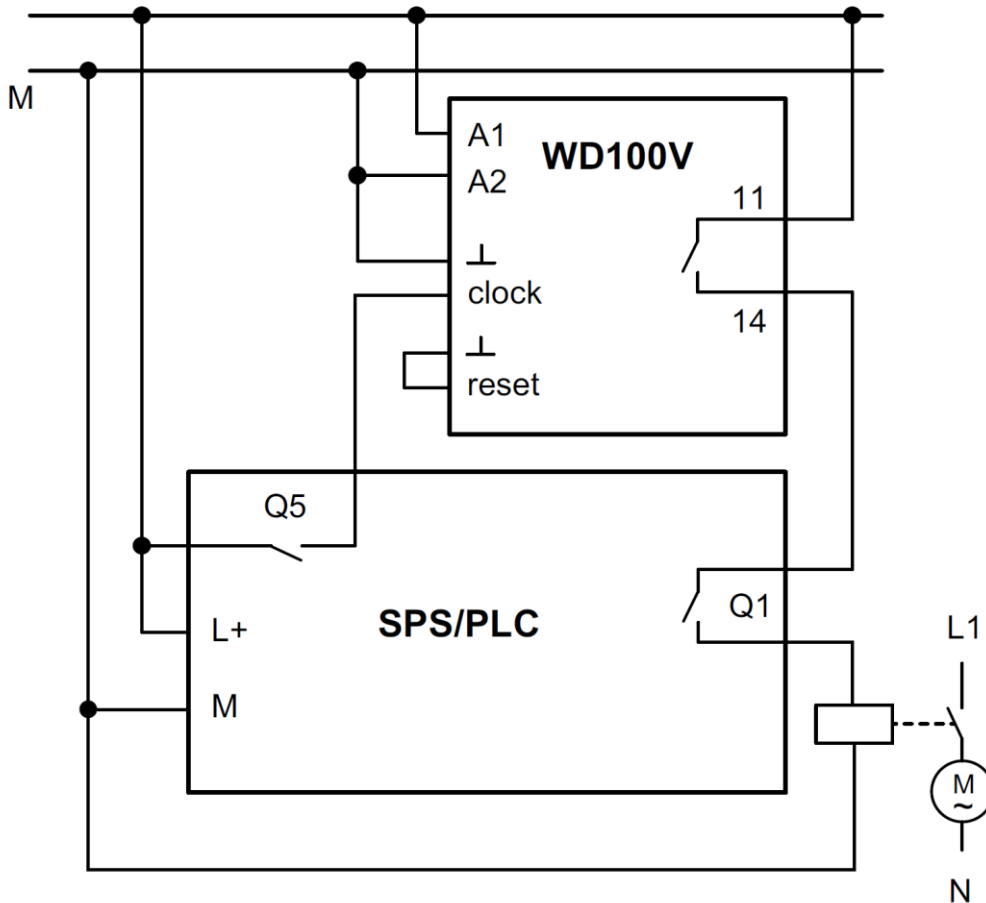 M
A1
WD100V
A2
11
⊥
clock
14
⊥
reset
Q5
Q1
SPS/PLC
L+
L1
M
M
~
N